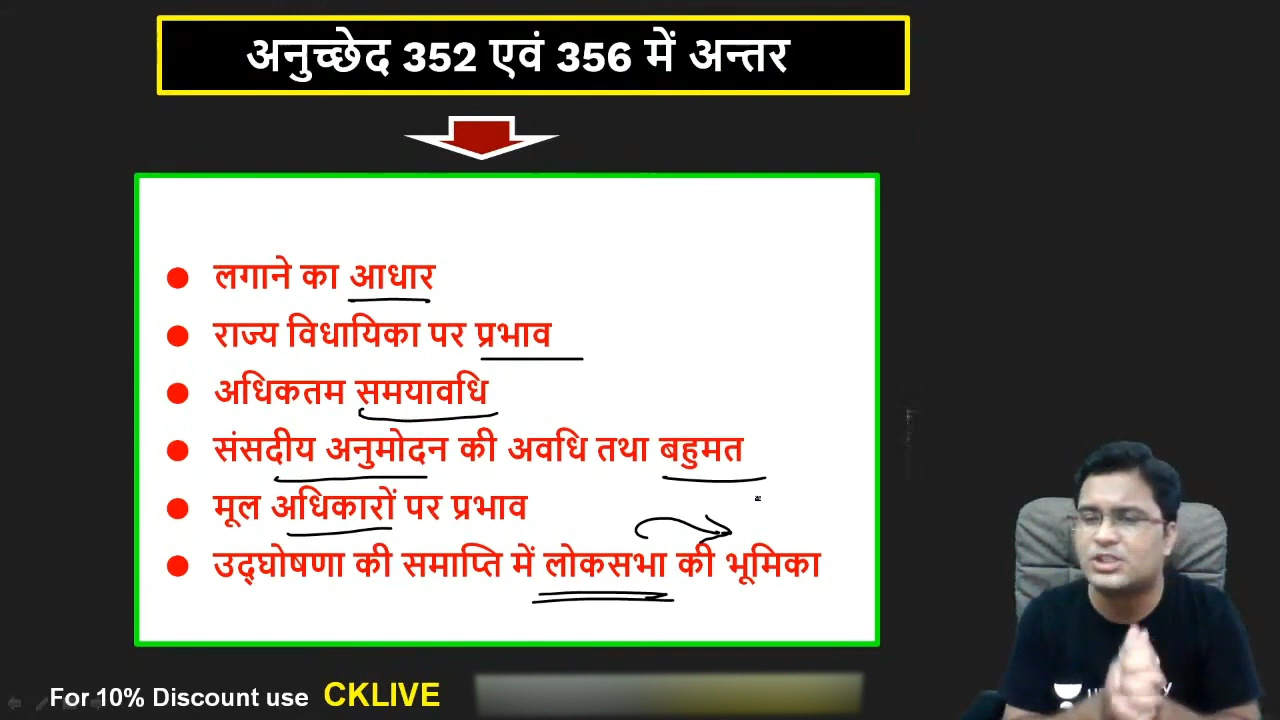 अनुच्छेद 352 एवं 356 में अन्तर
लगाने का आधार
राज्य विधायिका पर प्रभाव
अधिकतम समयावधि
संसदीय अनुमोदन की अवधि तथा बहुमत
मूल अधिकारों पर प्रभाव
उद्घोषणा की समाप्ति में लोकसभा की भूमिका
For 10% Discount use CKLIVE